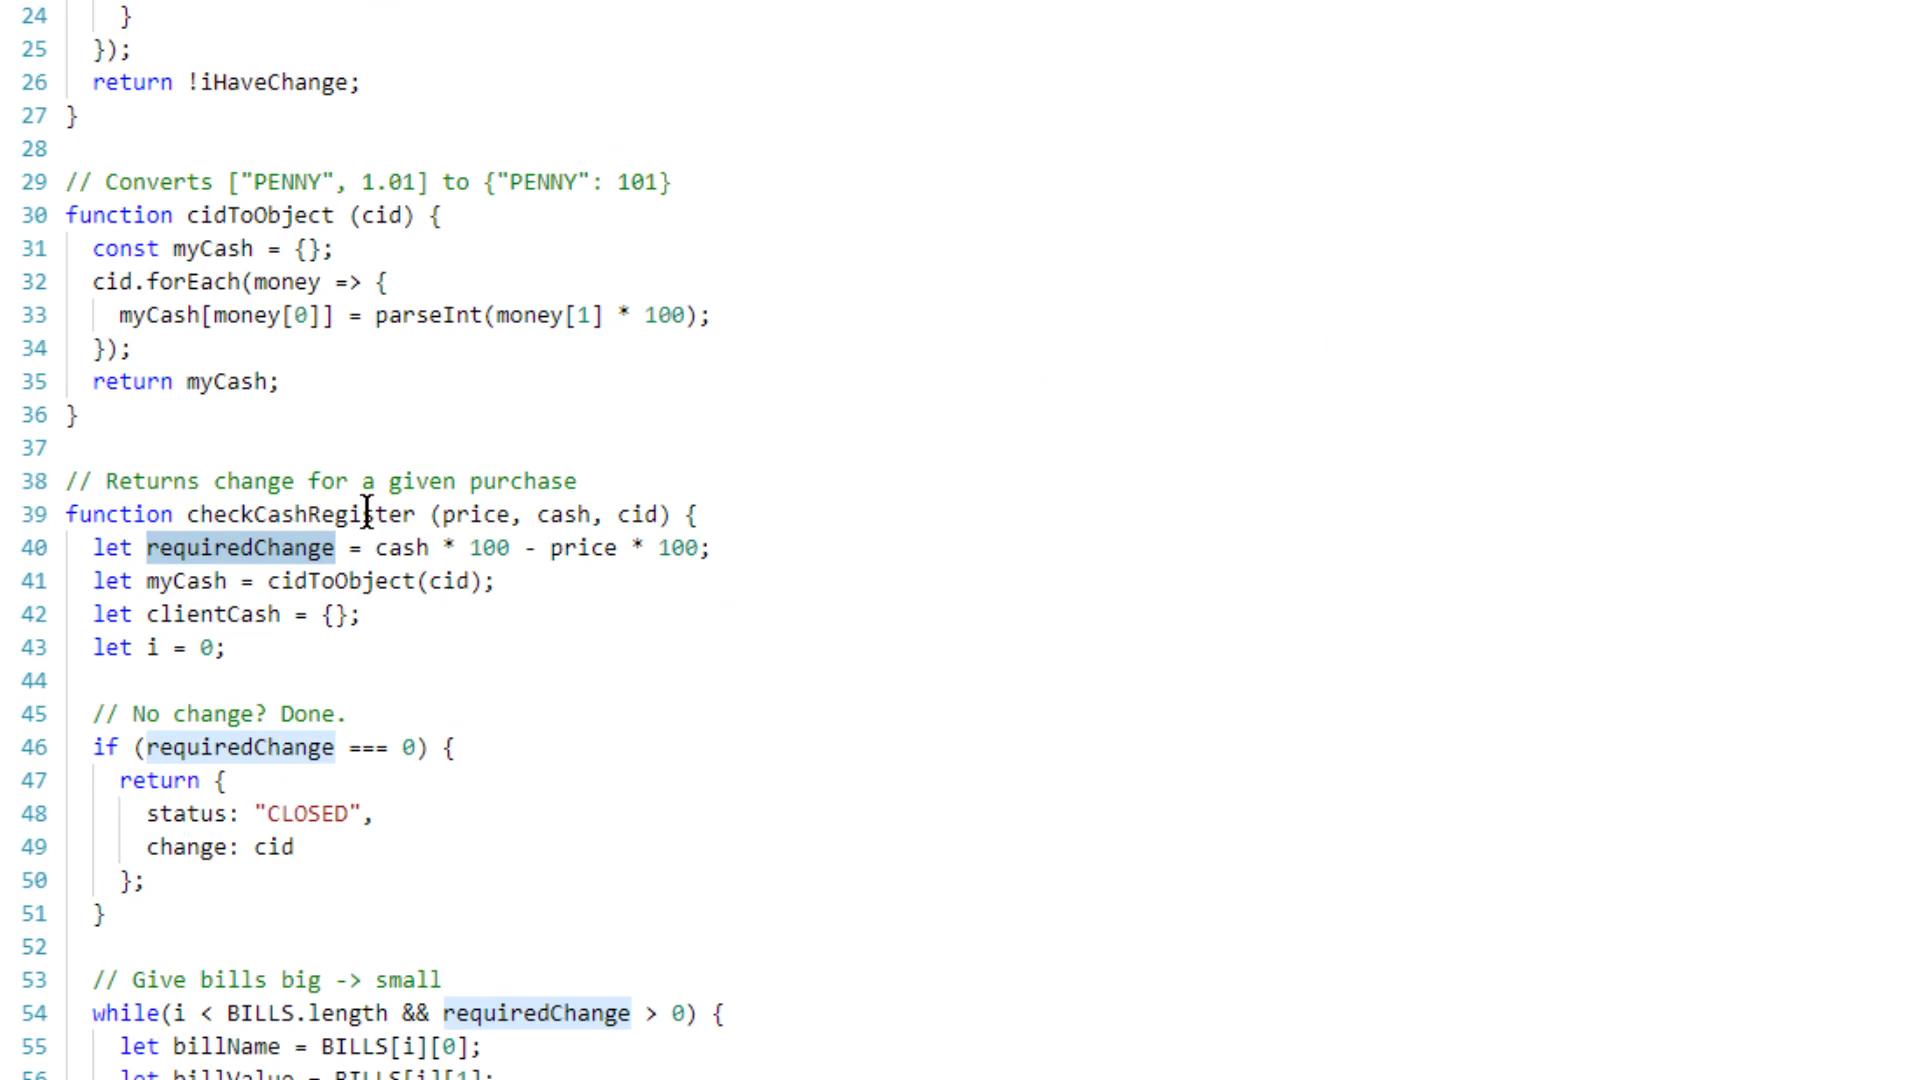 24 }
25 });
26 return !iHaveChange;
27 }
28
29 // Converts ["PENNY", 1.01] to {"PENNY": 101}
30 function cidToObject (cid) {
31 const myCash = {};
32 cid.forEach(money => {
33 myCash[money[0]] = parseInt(money[1] * 100);
34 });
35 return myCash;
36 }
37
38 // Returns change for a given purchase
39 function checkCashRegister (price, cash, cid) {
40 let requiredChange = cash * 100 - price * 100;
41 let myCash = cidToObject(cid);
42 let clientCash = {};
43 let i = 0;
44
45 // No change? Done.
46 if (requiredChange === 0) {
47 return {
48 status: "CLOSED",
49 change: cid
50 };
51 }
52
53 // Give bills big -> small
54 while(i < BILLS.length && requiredChange > 0) {
55 let billName = BILLS[i][0];
56 let billValue = BILLS[i][1];